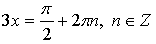 3x = π/2 + 2πn, n ∈ Z